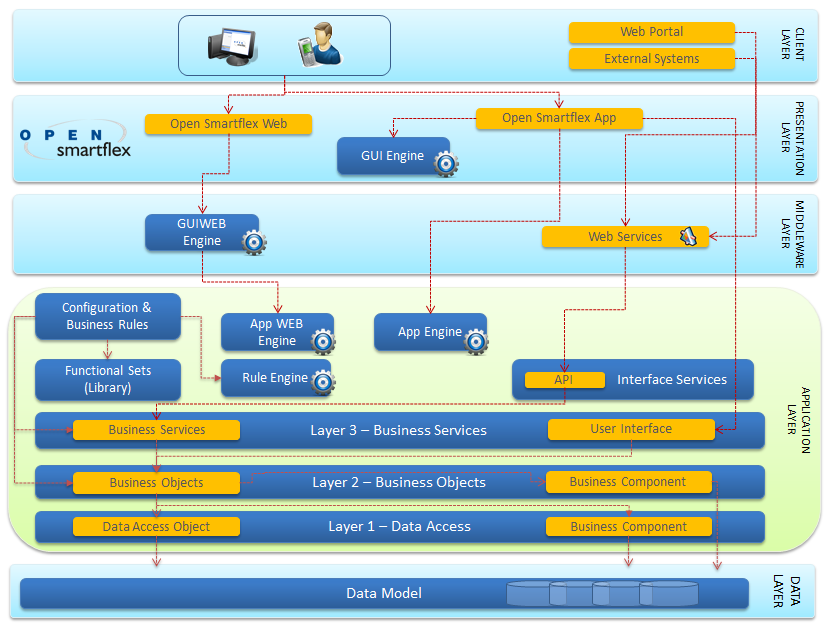 Web Portal
External Systems
CLIENT
LAYER
OPEN
smartflex
Open Smartflex Web
Open Smartflex App
GUI Engine
PRESENTATION
LAYER
GUIWEB
Engine
Web Services
MIDDLEWARE
LAYER
Configuration &
Business Rules
App WEB
Engine
App Engine
Functional Sets
(Library)
Rule Engine
API
Interface Services
APPLICATION
LAYER
Business Services
Layer 3 – Business Services
User Interface
Business Objects
Layer 2 – Business Objects
Business Component
Data Access Object
Layer 1 – Data Access
Business Component
Data Model
DATA
LAYER